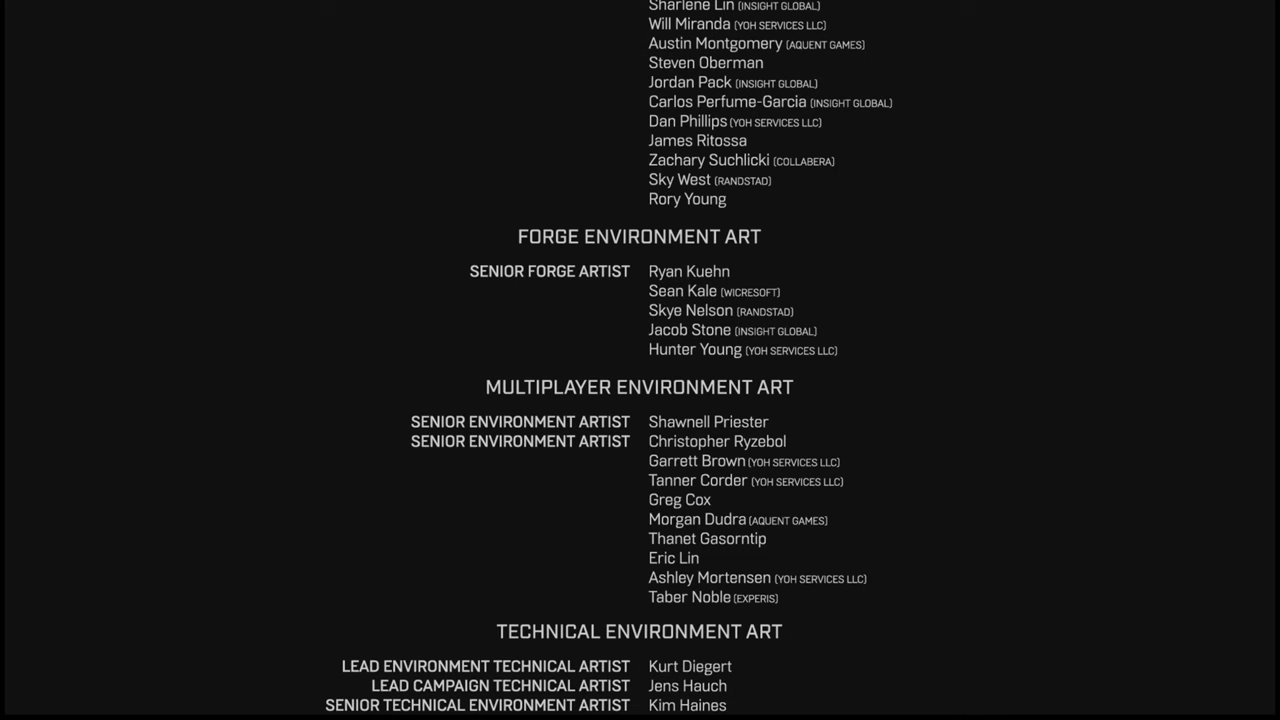 Sharlene Lin (INSIGHT GLOBAL)
Will Miranda (YOH SERVICES LLC)
Austin Montgomery (AQUENT GAMES)
Steven Oberman
Jordan Pack (INSIGHT GLOBAL)
Carlos Perfume-Garcia (INSIGHT GLOBAL)
Dan Phillips (YOH SERVICES LLC)
James Ritossa
Zachary Suchlicki (COLLABERA)
Sky West (RANDSTAD)
Rory Young
FORGE ENVIRONMENT ART
SENIOR FORGE ARTIST Ryan Kuehn
Sean Kale (WICRESOFT)
Skye Nelson (RANDSTAD)
Jacob Stone (INSIGHT GLOBAL)
Hunter Young (YOH SERVICES LLC)
MULTIPLAYER ENVIRONMENT ART
SENIOR ENVIRONMENT ARTIST Shawnell Priester
SENIOR ENVIRONMENT ARTIST Christopher Ryzebol
Garrett Brown (YOH SERVICES LLC)
Tanner Corder (YOH SERVICES LLC)
Greg Cox
Morgan Dudra (AQUENT GAMES)
Thanet Gasorntip
Eric Lin
Ashley Mortensen (YOH SERVICES LLC)
Taber Noble (EXPERIS)
TECHNICAL ENVIRONMENT ART
LEAD ENVIRONMENT TECHNICAL ARTIST Kurt Diegert
LEAD CAMPAIGN TECHNICAL ARTIST Jens Hauch
SENIOR TECHNICAL ENVIRONMENT ARTIST Kim Haines